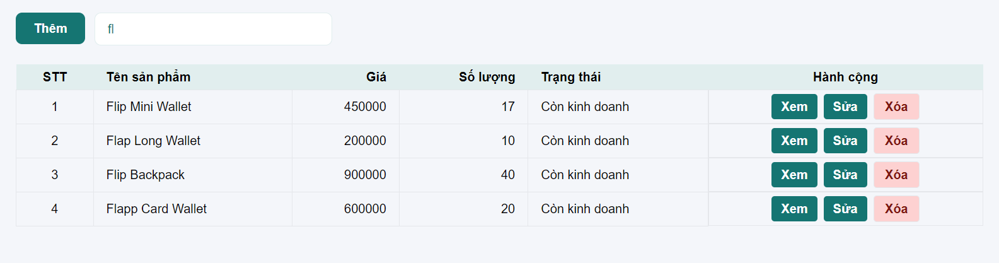 Thêm fl
STT Tên sản phẩm Giá Số lượng Trạng thái Hành cộng
1 Flip Mini Wallet 450000 17 Còn kinh doanh Xem Sửa Xóa
2 Flap Long Wallet 200000 10 Còn kinh doanh Xem Sửa Xóa
3 Flip Backpack 900000 40 Còn kinh doanh Xem Sửa Xóa
4 Flapp Card Wallet 600000 20 Còn kinh doanh Xem Sửa Xóa